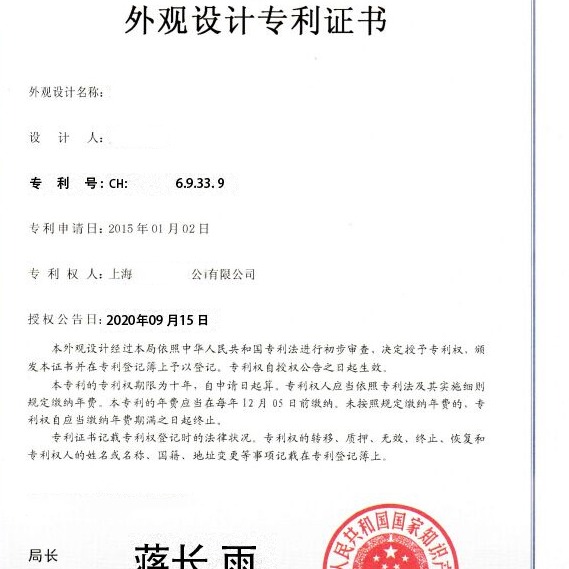 外观设计专利证书
外观设计名称:
设 计 人:
专 利 号: CH: 6.9.33.9
专利申请日: 2015年01月02日
专 利 权 人: 上海 公司有限公司
授权公告日: 2020年09月15日
本外观设计经过本局依照中华人民共和国专利法进行初步审查，决定授予专利权，颁
发本证书并在专利登记簿上予以登记。专利权自授权公告之日起生效。
本专利的专利权期限为十年，自申请日起算。专利权人应当依照专利法及其实施细则
规定缴纳年费。本专利的年费应当在每年12月05日前缴纳。未按照规定缴纳年费的，专
利权自应当缴纳年费期满之日起终止。
专利证书记载专利权登记时的法律状况。专利权的转移、质押、无效、终止、恢复和
专利权人的姓名或名称、国籍、地址变更等事项记载在专利登记簿上。
局长 蒋长雨
人民共和国国家知识产